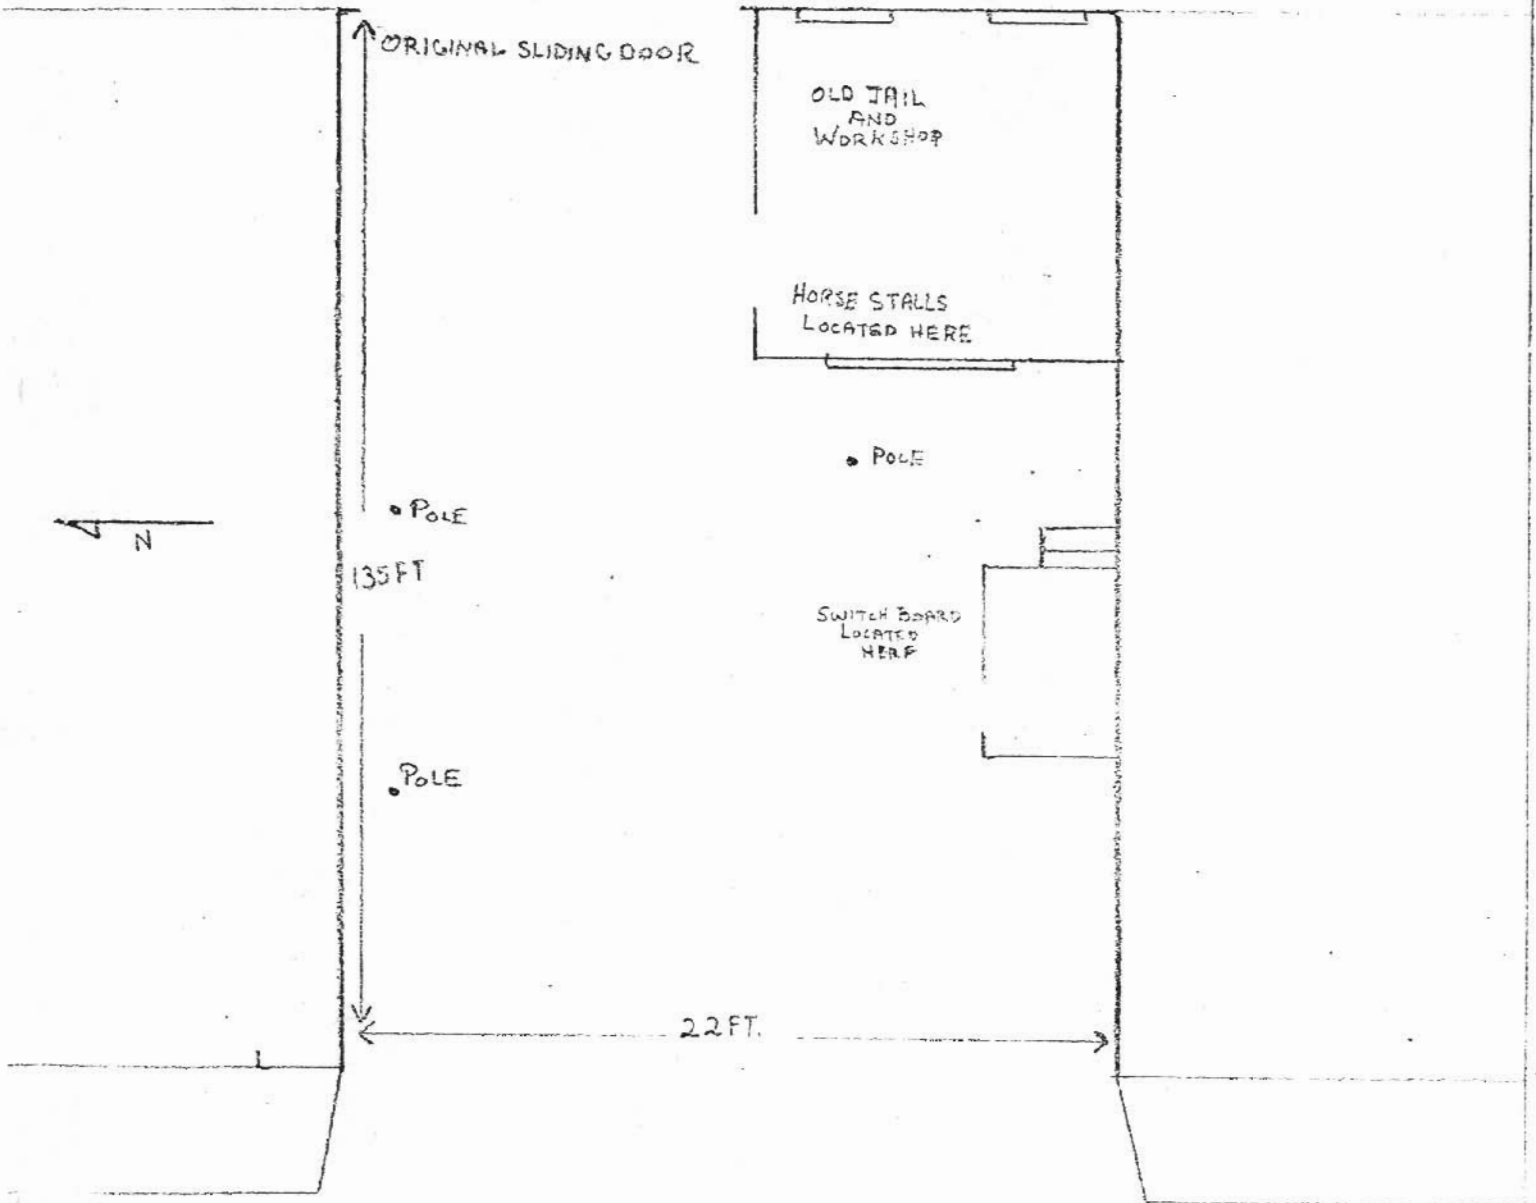 ORIGINAL SLIDING DOOR
OLD JAIL
AND
WORKSHOP
HORSE STALLS
LOCATED HERE
POLE
POLE
N
135 FT
SWITCH BOARD
LOCATED
HERE
POLE
22 FT.